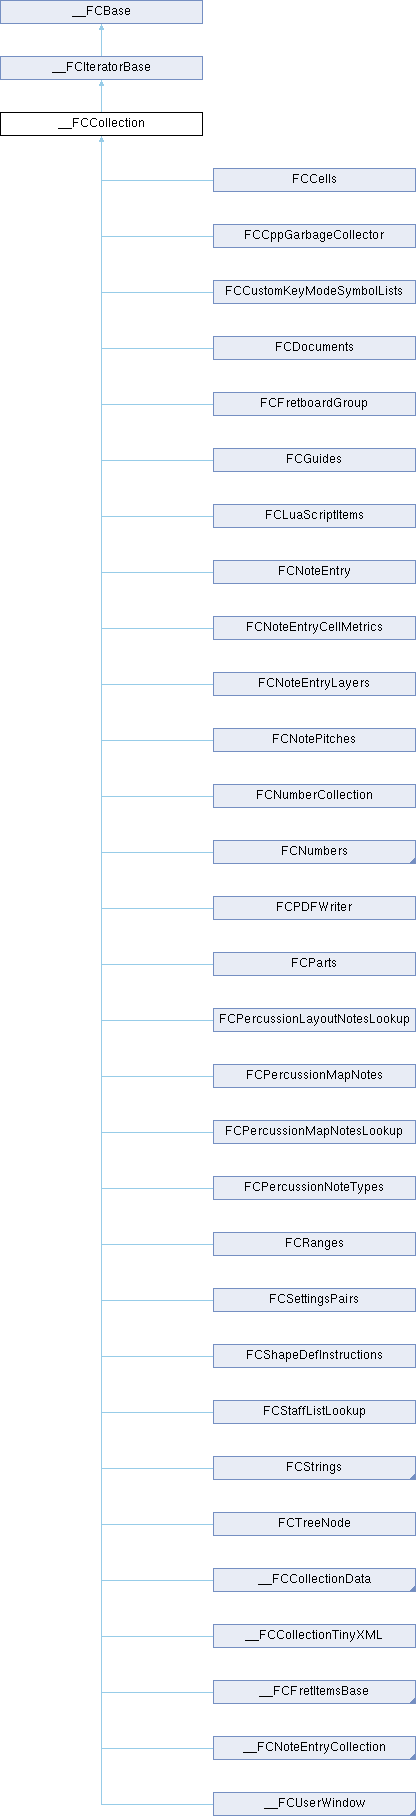 __FCBase
__FCIteratorBase
__FCCollection
FCCells
FCCppGarbageCollector
FCCustomKeyModeSymbolLists
FCDocuments
FCFretboardGroup
FCGuides
FCLuaScriptItems
FCNoteEntry
FCNoteEntryCellMetrics
FCNoteEntryLayers
FCNotePitches
FCNumberCollection
FCNumbers
FCPDFWriter
FCParts
FCPercussionLayoutNotesLookup
FCPercussionMapNotes
FCPercussionMapNotesLookup
FCPercussionNoteTypes
FCRanges
FCSettingsPairs
FCShapeDefInstructions
FCStaffListLookup
FCStrings
FCTreeNode
__FCCollectionData
__FCCollectionTinyXML
__FCFretItemsBase
__FCNoteEntryCollection
__FCUserWindow